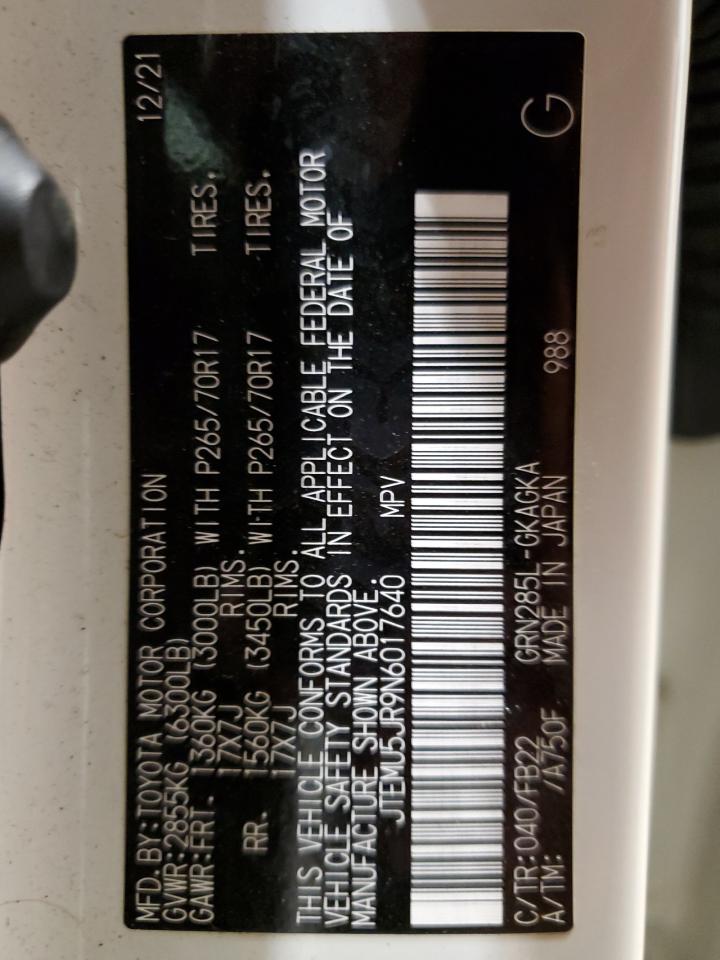 MFD. BY: TOYOTA MOTOR CORPORATION 12/21
GVWR: 2855KG (6300LB)
GAWR: FRT. 1360KG (3000LB) WITH P265/70R17 TIRES.
17X7J RIMS.
RR. 1560KG (3450LB) WITH P265/70R17 TIRES.
17X7J RIMS.
THIS VEHICLE CONFORMS TO ALL APPLICABLE FEDERAL MOTOR
VEHICLE SAFETY STANDARDS IN EFFECT ON THE DATE OF
MANUFACTURE SHOWN ABOVE.
JTEMU5JR9N6017640 MPV
C/TR: 040/FB22 GRN285L-GKAGKA
A/TM: /A750F MADE IN JAPAN 988 G